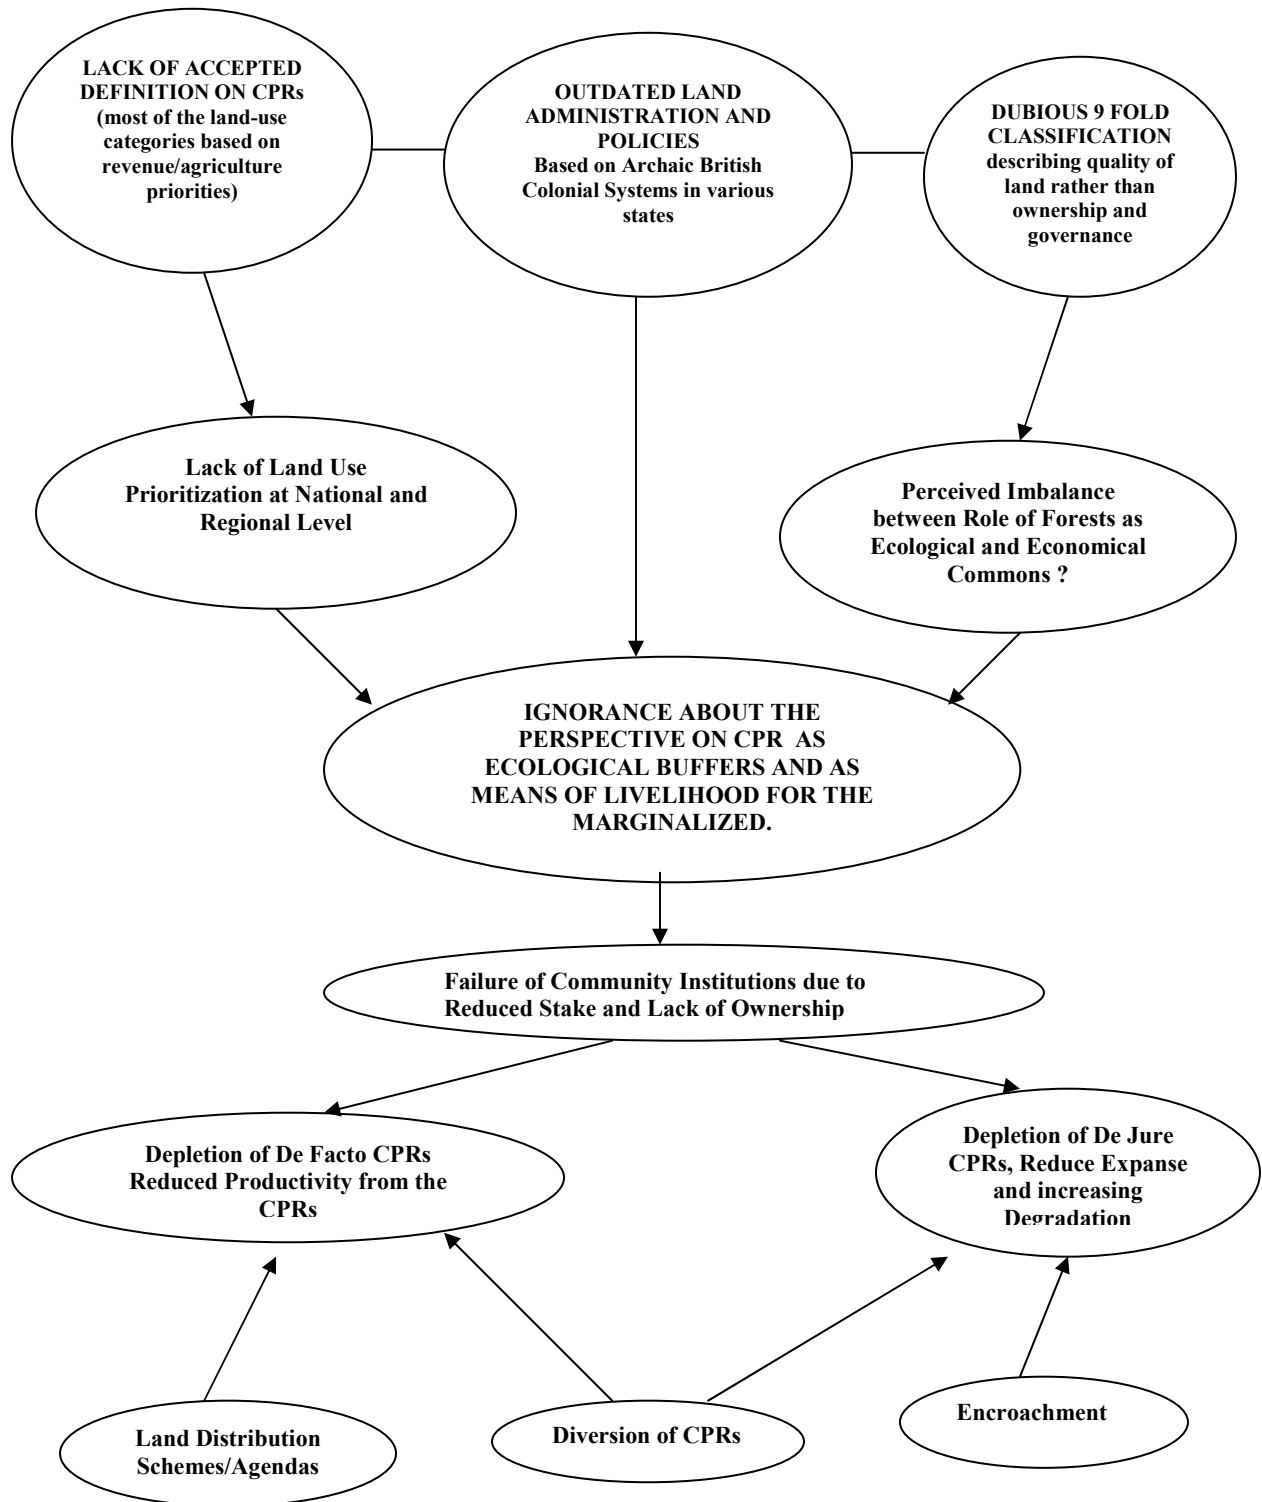 LACK OF ACCEPTED
DEFINITION ON CPRs
(most of the land-use
categories based on
revenue/agriculture
priorities)
OUTDATED LAND
ADMINISTRATION AND
POLICIES
Based on Archaic British
Colonial Systems in various
states
DUBIOUS 9 FOLD
CLASSIFICATION
describing quality of
land rather than
ownership and
governance
Lack of Land Use
Prioritization at National and
Regional Level
Perceived Imbalance
between Role of Forests as
Ecological and Economical
Commons ?
IGNORANCE ABOUT THE
PERSPECTIVE ON CPR AS
ECOLOGICAL BUFFERS AND AS
MEANS OF LIVELIHOOD FOR THE
MARGINALIZED.
Failure of Community Institutions due to
Reduced Stake and Lack of Ownership
Depletion of De Facto CPRs
Reduced Productivity from the
CPRs
Depletion of De Jure
CPRs, Reduce Expanse
and increasing
Degradation
Land Distribution
Schemes/Agendas
Diversion of CPRs
Encroachment